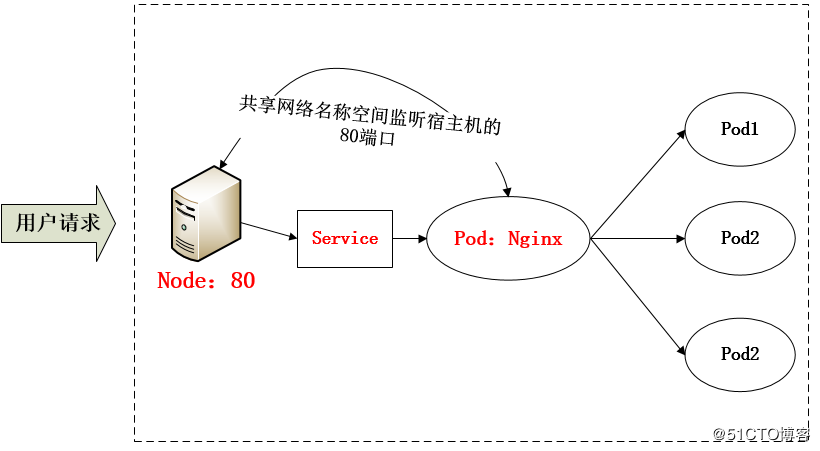 共享网络名称空间监听宿主机的
80端口
Pod1
用户请求
Service
Pod：Nginx
Pod2
Node：80
Pod2
@51CTO博客